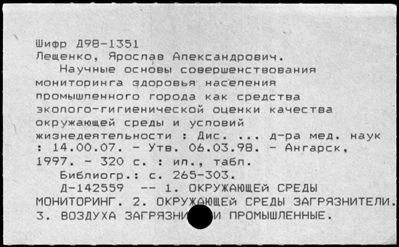 Шифр Д98-1351
Лещенко, Ярослав Александрович.
Научные основы совершенствования
мониторинга здоровья населения
промышленного города как средства
эколого-гигиенической оценки качества
окружающей среды и условий
жизнедеятельности : Дис. ... д-ра мед. наук
: 14.00.07. - Утв. 06.03.98. - Ангарск,
1997. - 320 с. : ил., табл.
Библиогр.: с. 265-303.
Д-142559 -- 1. ОКРУЖАЮЩЕЙ СРЕДЫ
МОНИТОРИНГ. 2. ОКРУЖАЮЩЕЙ СРЕДЫ ЗАГРЯЗНИТЕЛИ.
3. ВОЗДУХА ЗАГРЯЗНИ И ПРОМЫШЛЕННЫЕ.